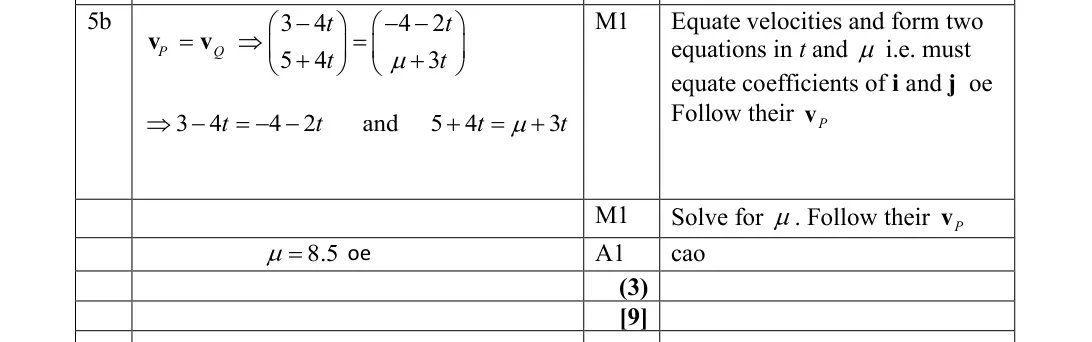 5b v_P = v_Q ⇒ (3 − 4t / 5 + 4t) = (−4 − 2t / μ + 3t) M1 Equate velocities and form two
equations in t and μ i.e. must
equate coefficients of i and j oe
Follow their v_P
⇒ 3 − 4t = −4 − 2t and 5 + 4t = μ + 3t
M1 Solve for μ. Follow their v_P
μ = 8.5 oe A1 cao
(3)
[9]